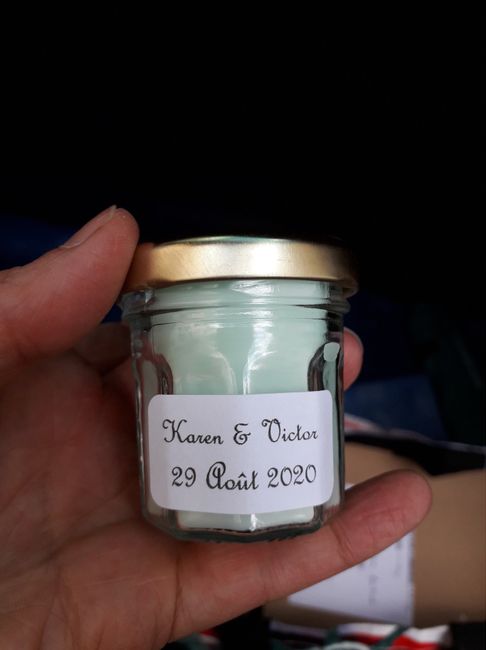 Karen & Victor
29 Août 2020